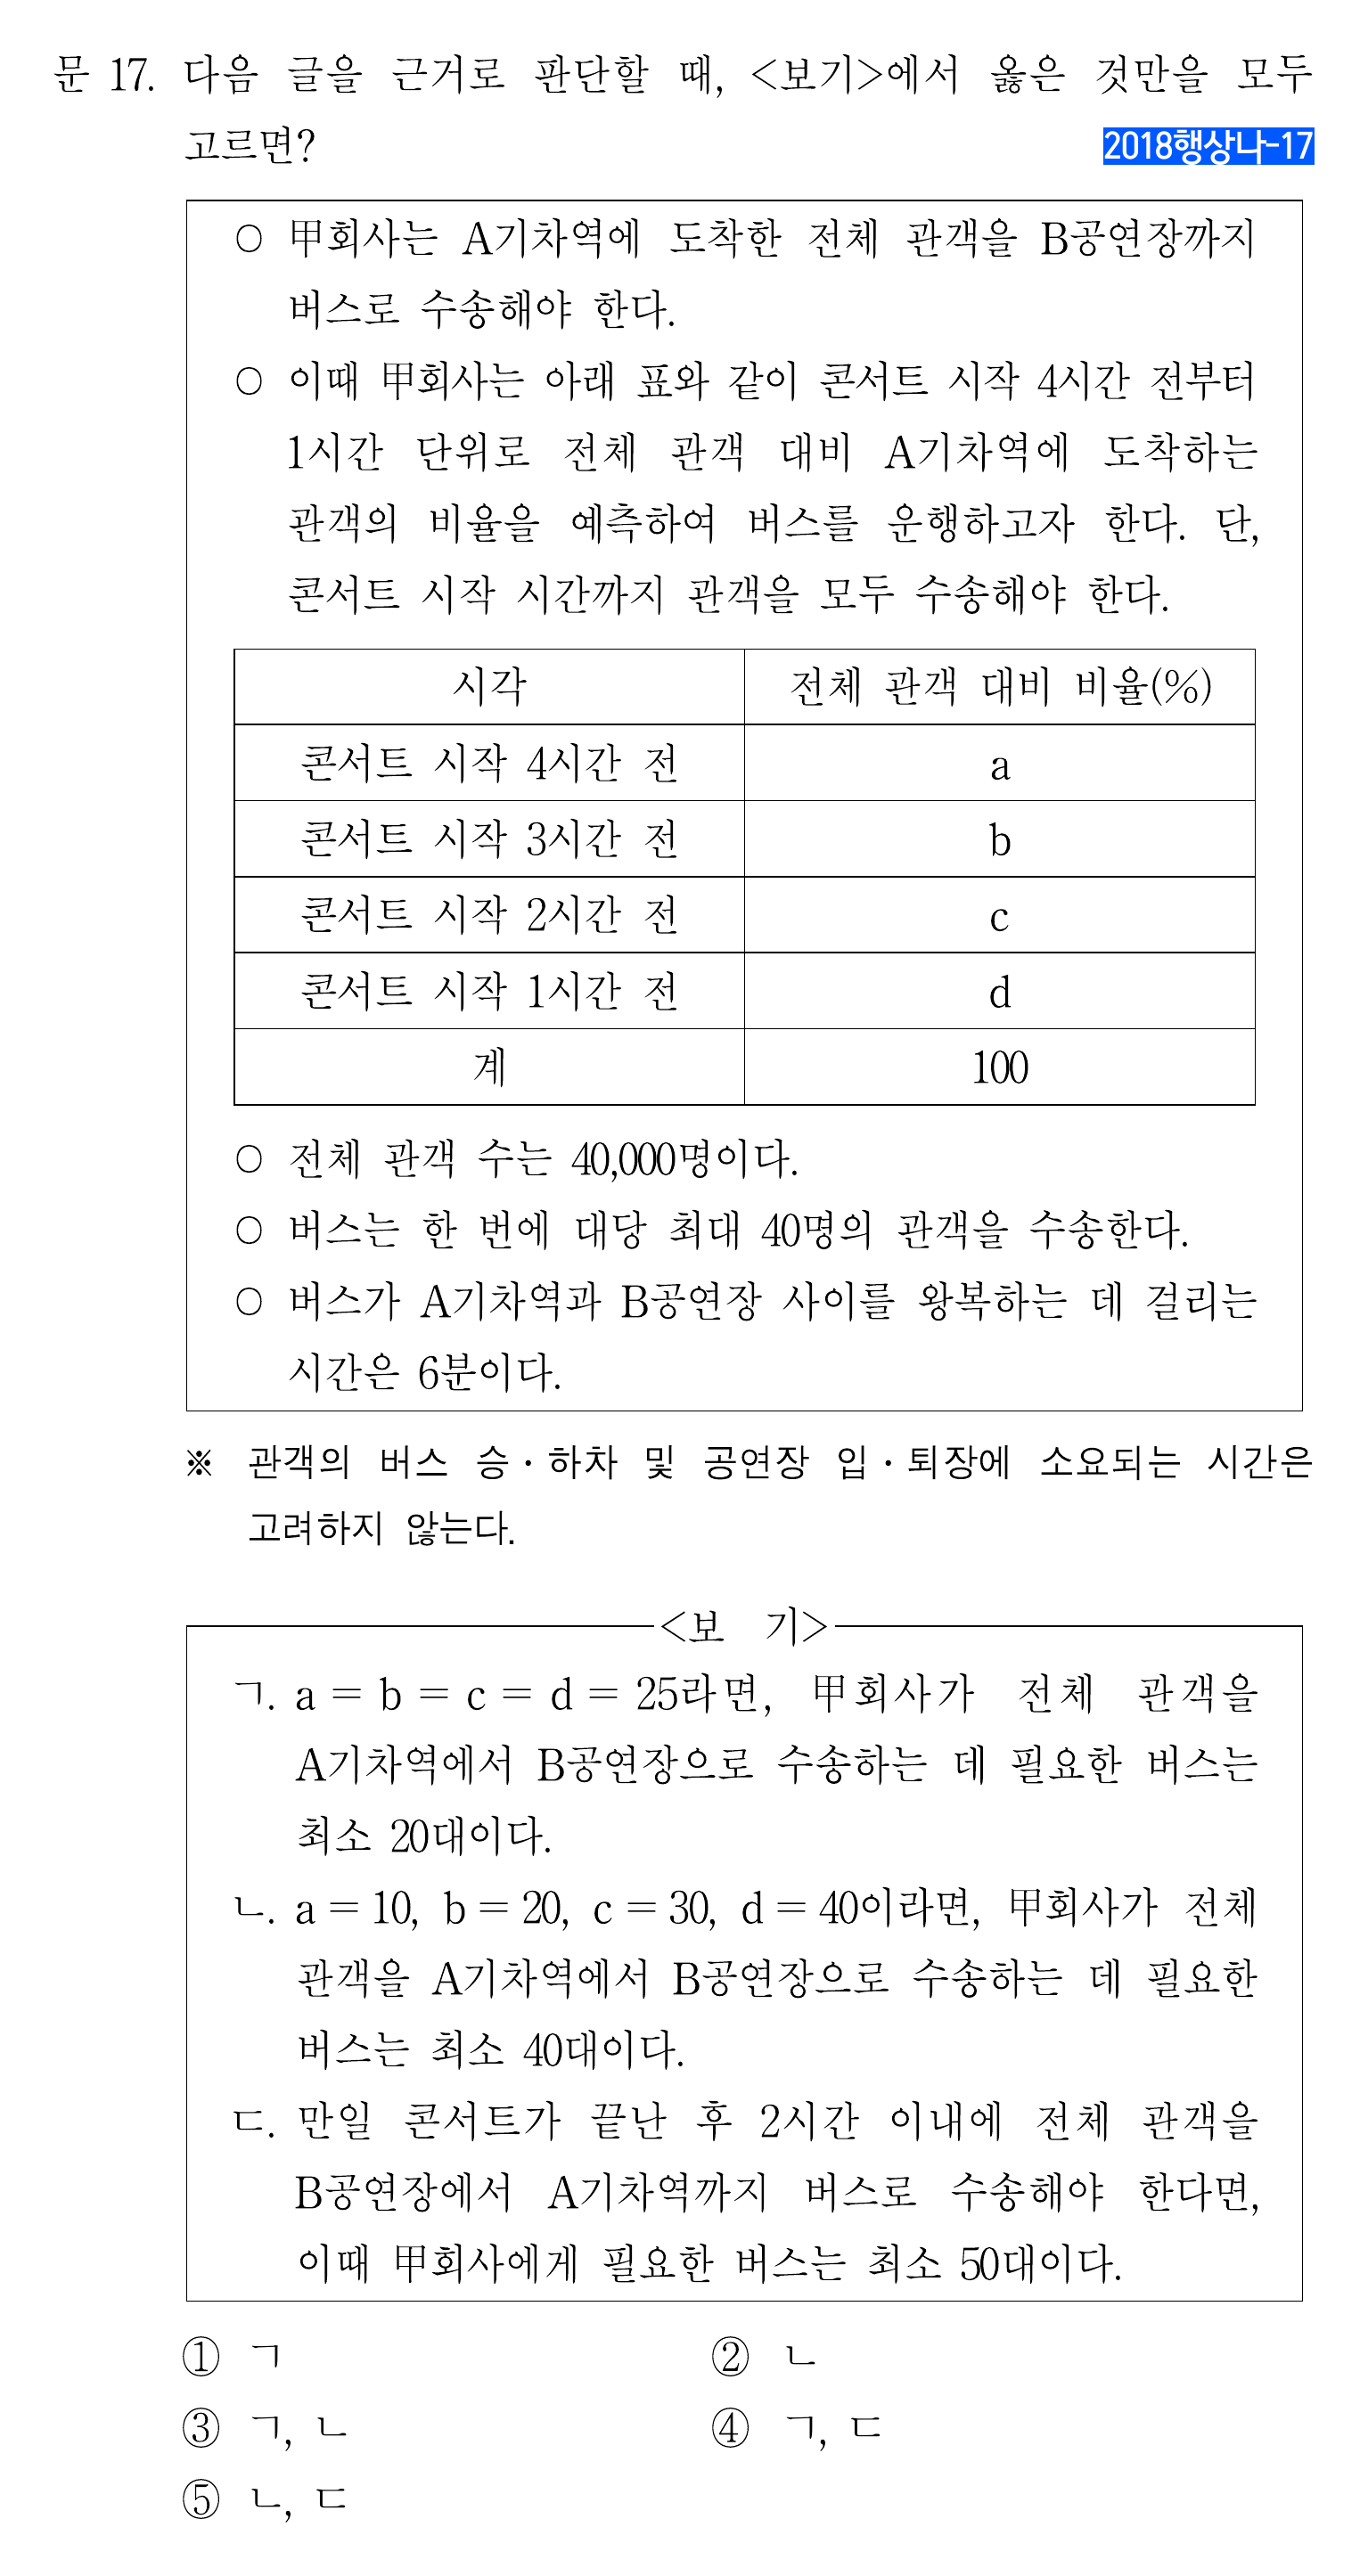 문 17. 다음 글을 근거로 판단할 때, <보기>에서 옳은 것만을 모두
고르면?
2018행상나-17
○ 甲회사는 A기차역에 도착한 전체 관객을 B공연장까지
버스로 수송해야 한다.
○ 이때 甲회사는 아래 표와 같이 콘서트 시작 4시간 전부터
1시간 단위로 전체 관객 대비 A기차역에 도착하는
관객의 비율을 예측하여 버스를 운행하고자 한다. 단,
콘서트 시작 시간까지 관객을 모두 수송해야 한다.
시각 전체 관객 대비 비율(%)
콘서트 시작 4시간 전 a
콘서트 시작 3시간 전 b
콘서트 시작 2시간 전 c
콘서트 시작 1시간 전 d
계 100
○ 전체 관객 수는 40,000명이다.
○ 버스는 한 번에 대당 최대 40명의 관객을 수송한다.
○ 버스가 A기차역과 B공연장 사이를 왕복하는 데 걸리는
시간은 6분이다.
※ 관객의 버스 승·하차 및 공연장 입·퇴장에 소요되는 시간은
고려하지 않는다.
<보 기>
ㄱ. a = b = c = d = 25라면, 甲회사가 전체 관객을
A기차역에서 B공연장으로 수송하는 데 필요한 버스는
최소 20대이다.
ㄴ. a = 10, b = 20, c = 30, d = 40이라면, 甲회사가 전체
관객을 A기차역에서 B공연장으로 수송하는 데 필요한
버스는 최소 40대이다.
ㄷ. 만일 콘서트가 끝난 후 2시간 이내에 전체 관객을
B공연장에서 A기차역까지 버스로 수송해야 한다면,
이때 甲회사에게 필요한 버스는 최소 50대이다.
① ㄱ ② ㄴ
③ ㄱ, ㄴ ④ ㄱ, ㄷ
⑤ ㄴ, ㄷ